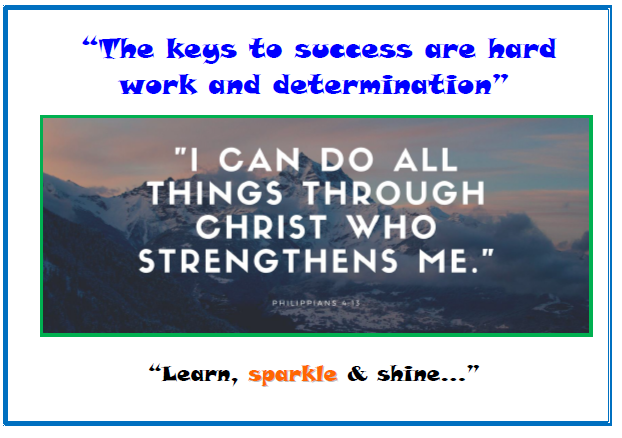 “The keys to success are hard
work and determination”
"I CAN DO ALL
THINGS THROUGH
CHRIST WHO
STRENGTHENS ME."
PHILIPPIANS 4:13
“Learn, sparkle & shine...”